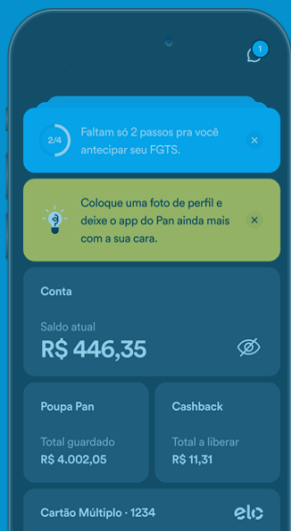 1
2/4
Faltam só 2 passos pra você
antecipar seu FGTS.
Coloque uma foto de perfil e
deixe o app do Pan ainda mais
com a sua cara.
Conta
Saldo atual
R$ 446,35
Poupa Pan
Total guardado
R$ 4.002,05
Cashback
Total a liberar
R$ 11,31
Cartão Múltiplo · 1234
elo